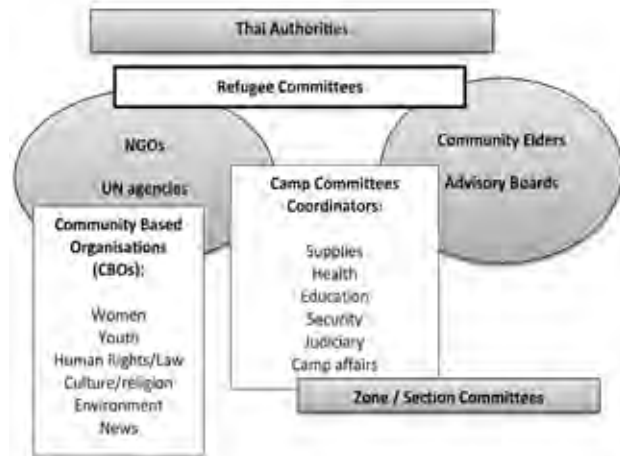 Thai Authorities
Refugee Committees
NGOs
UN agencies
Community Elders
Advisory Boards
Camp Committees
Coordinators:
Supplies
Health
Education
Security
Judiciary
Camp affairs
Community Based
Organisations
(CBOs):
Women
Youth
Human Rights/Law
Culture/religion
Environment
News
Zone / Section Committees